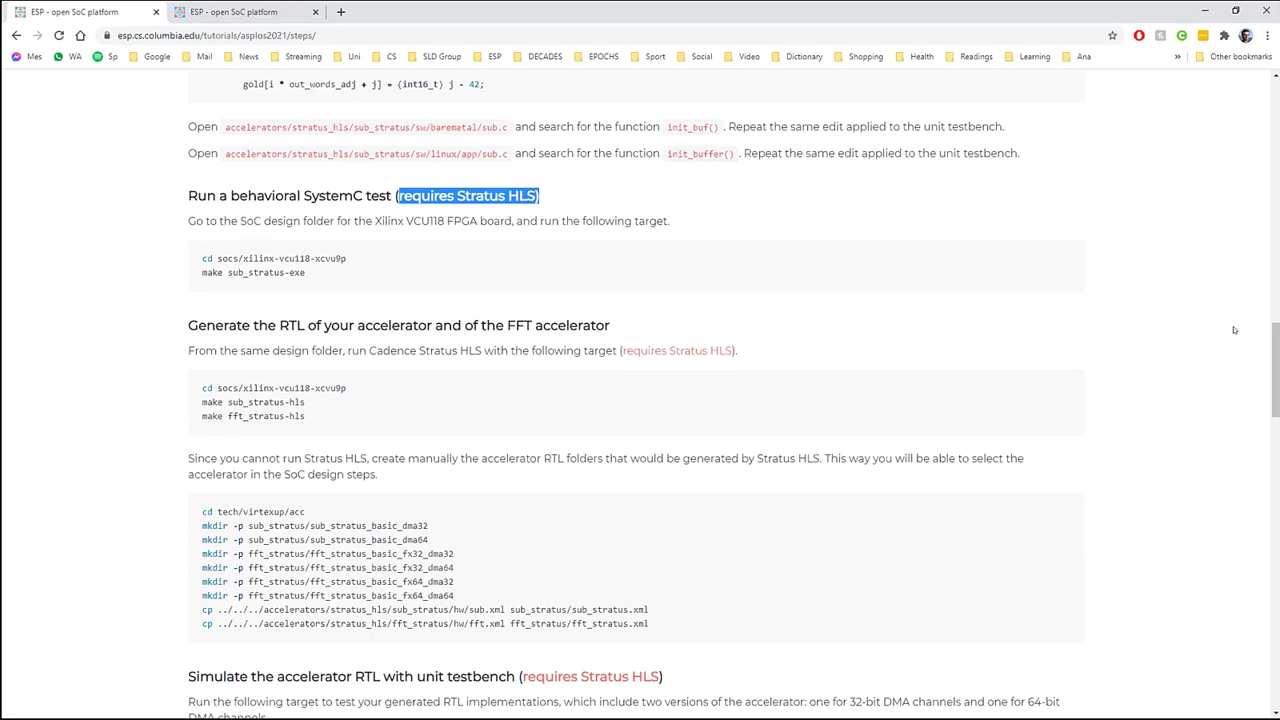 ESP - open SoC platform
ESP - open SoC platform
esp.cs.columbia.edu/tutorials/asplos2021/steps/
Mes WA Sp Google Mail News Streaming Uni CS SLD Group ESP DECADES EPOCHS Sport Social Video Dictionary Shopping Health Readings Learning Ana » Other bookmarks
gold[i * out_words_adj + j] = (int16_t) j - 42;
Open accelerators/stratus_hls/sub_stratus/sw/baremetal/sub.c and search for the function init_buf() . Repeat the same edit applied to the unit testbench.
Open accelerators/stratus_hls/sub_stratus/sw/linux/app/sub.c and search for the function init_buffer() . Repeat the same edit applied to the unit testbench.
Run a behavioral SystemC test (requires Stratus HLS)
Go to the SoC design folder for the Xilinx VCU118 FPGA board, and run the following target.
cd socs/xilinx-vcu118-xcvu9p
make sub_stratus-exe
Generate the RTL of your accelerator and of the FFT accelerator
From the same design folder, run Cadence Stratus HLS with the following target (requires Stratus HLS).
cd socs/xilinx-vcu118-xcvu9p
make sub_stratus-hls
make fft_stratus-hls
Since you cannot run Stratus HLS, create manually the accelerator RTL folders that would be generated by Stratus HLS. This way you will be able to select the
accelerator in the SoC design steps.
cd tech/virtexup/acc
mkdir -p sub_stratus/sub_stratus_basic_dma32
mkdir -p sub_stratus/sub_stratus_basic_dma64
mkdir -p fft_stratus/fft_stratus_basic_fx32_dma32
mkdir -p fft_stratus/fft_stratus_basic_fx32_dma64
mkdir -p fft_stratus/fft_stratus_basic_fx64_dma32
mkdir -p fft_stratus/fft_stratus_basic_fx64_dma64
cp ../../../accelerators/stratus_hls/sub_stratus/hw/sub.xml sub_stratus/sub_stratus.xml
cp ../../../accelerators/stratus_hls/fft_stratus/hw/fft.xml fft_stratus/fft_stratus.xml
Simulate the accelerator RTL with unit testbench (requires Stratus HLS)
Run the following target to test your generated RTL implementations, which include two versions of the accelerator: one for 32-bit DMA channels and one for 64-bit
DMA channels.